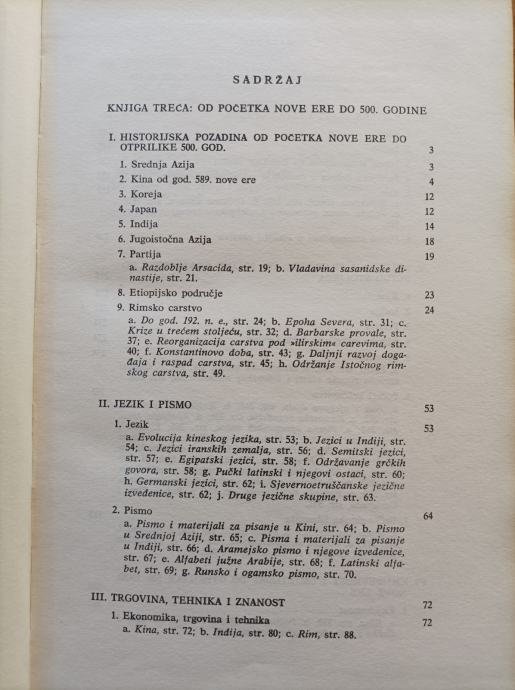 SADRŽAJ
KNJIGA TREĆA: OD POČETKA NOVE ERE DO 500. GODINE
I. HISTORIJSKA POZADINA OD POČETKA NOVE ERE DO
OTPRILIKE 500. GOD. 3
1. Srednja Azija 3
2. Kina od god. 589. nove ere 4
3. Koreja 12
4. Japan 12
5. Indija 14
6. Jugoistočna Azija 18
7. Partija 19
a. Razdoblje Arsacida, str. 19; b. Vladavina sasanidske di-
nastije, str. 21.
8. Etiopijsko područje 23
9. Rimsko carstvo 24
a. Do god. 192. n. e., str. 24; b. Epoha Severa, str. 31; c.
Krize u trećem stoljeću, str. 32; d. Barbarske provale, str.
37; e. Reorganizacija carstva pod »ilirskim« carevima, str.
40; f. Konstantinovo doba, str. 43; g. Daljnji razvoj doga-
đaja i raspad carstva, str. 45; h. Održanje Istočnog rim-
skog carstva, str. 49.
II. JEZIK I PISMO 53
1. Jezik 53
a. Evolucija kineskog jezika, str. 53; b. Jezici u Indiji, str.
54; c. Jezici iranskih zemalja, str. 56; d. Semitski jezici,
str. 57; e. Egipatski jezici, str. 58; f. Održavanje grčkih
govora, str. 58; g. Pučki latinski i njegovi ostaci, str. 60;
h. Germanski jezici, str. 62; i. Sjevernoetruščanske jezične
izvedenice, str. 62; j. Druge jezične skupine, str. 63.
2. Pismo 64
a. Pismo i materijali za pisanje u Kini, str. 64; b. Pismo
u Srednjoj Aziji, str. 65; c. Pisma i materijali za pisanje
u Indiji, str. 66; d. Aramejsko pismo i njegove izvedenice,
str. 67; e. Alfabeti južne Arabije, str. 68; f. Latinski alfa-
bet, str. 69; g. Runsko i ogamsko pismo, str. 70.
III. TRGOVINA, TEHNIKA I ZNANOST 72
1. Ekonomika, trgovina i tehnika 72
a. Kina, str. 72; b. Indija, str. 80; c. Rim, str. 88.